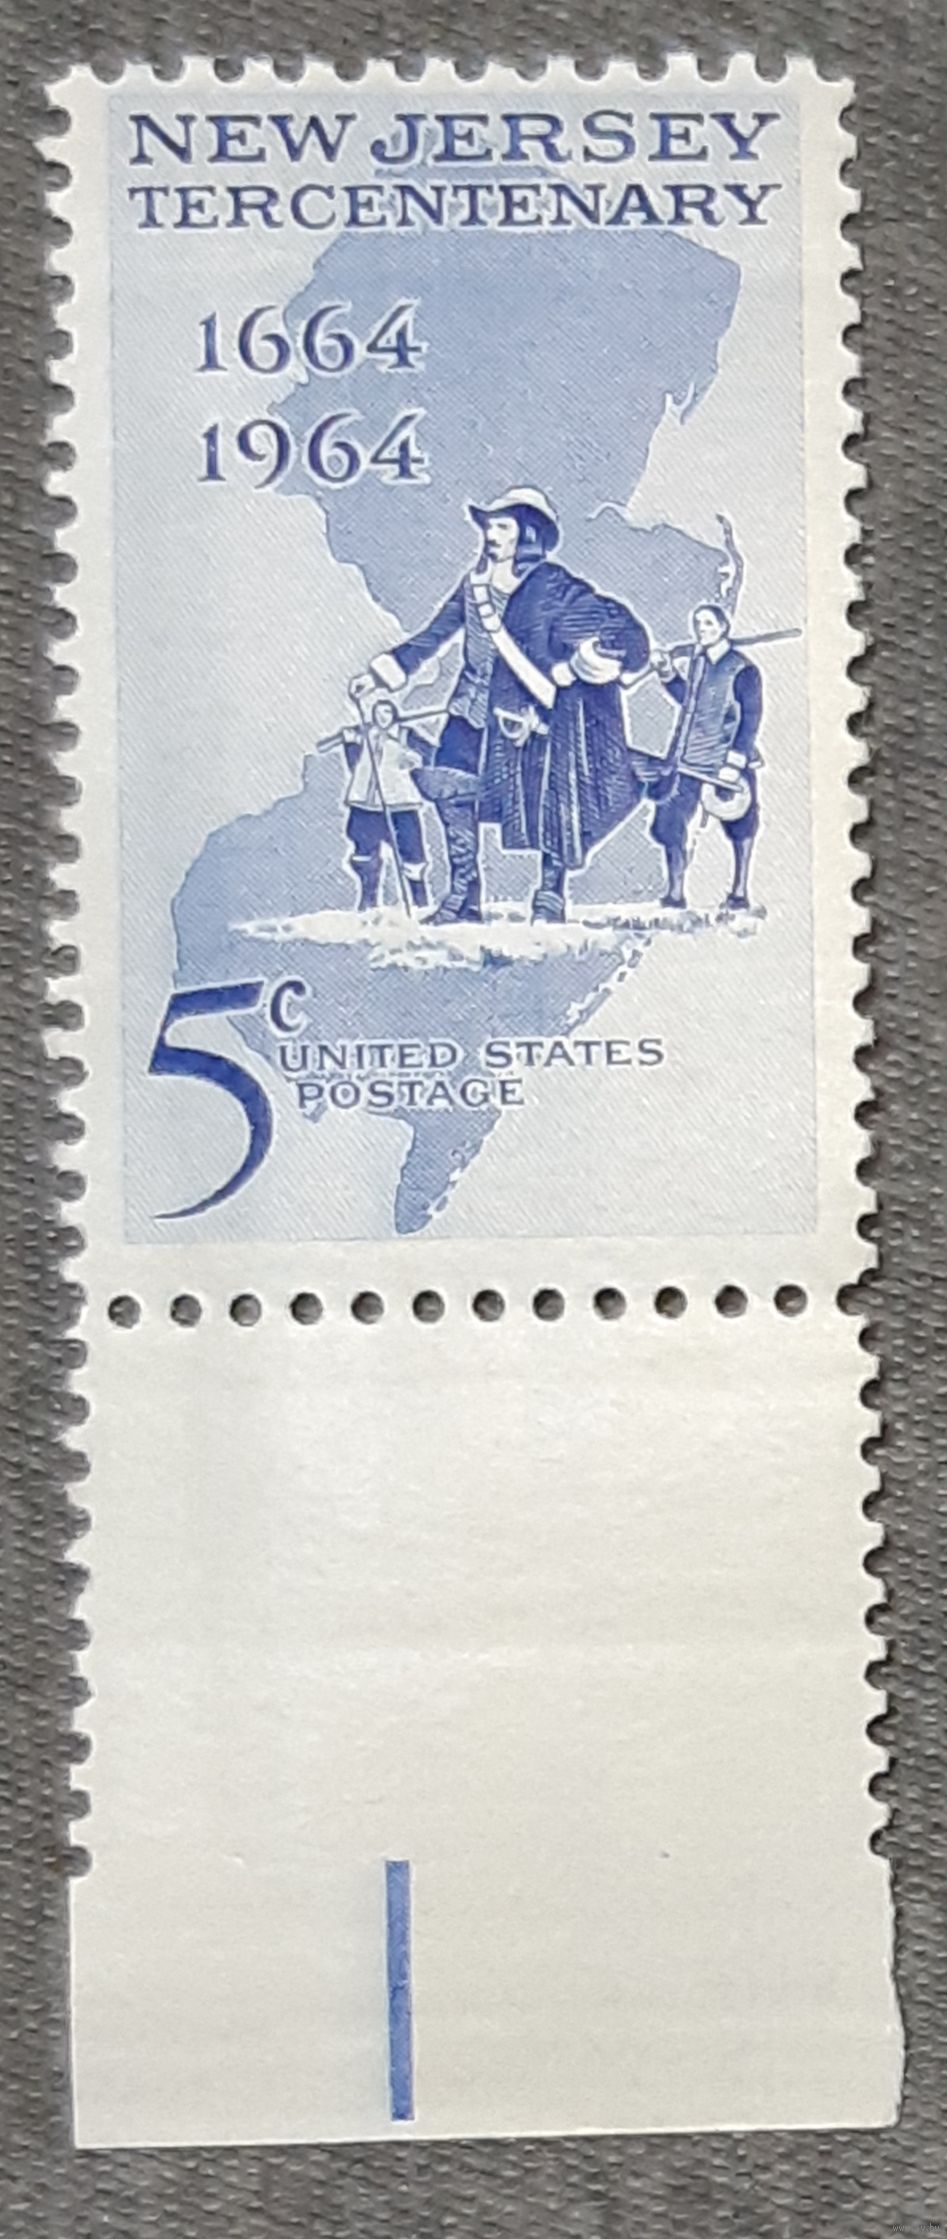 NEW JERSEY
TERCENTENARY
1664
1964
5c
UNITED STATES
POSTAGE